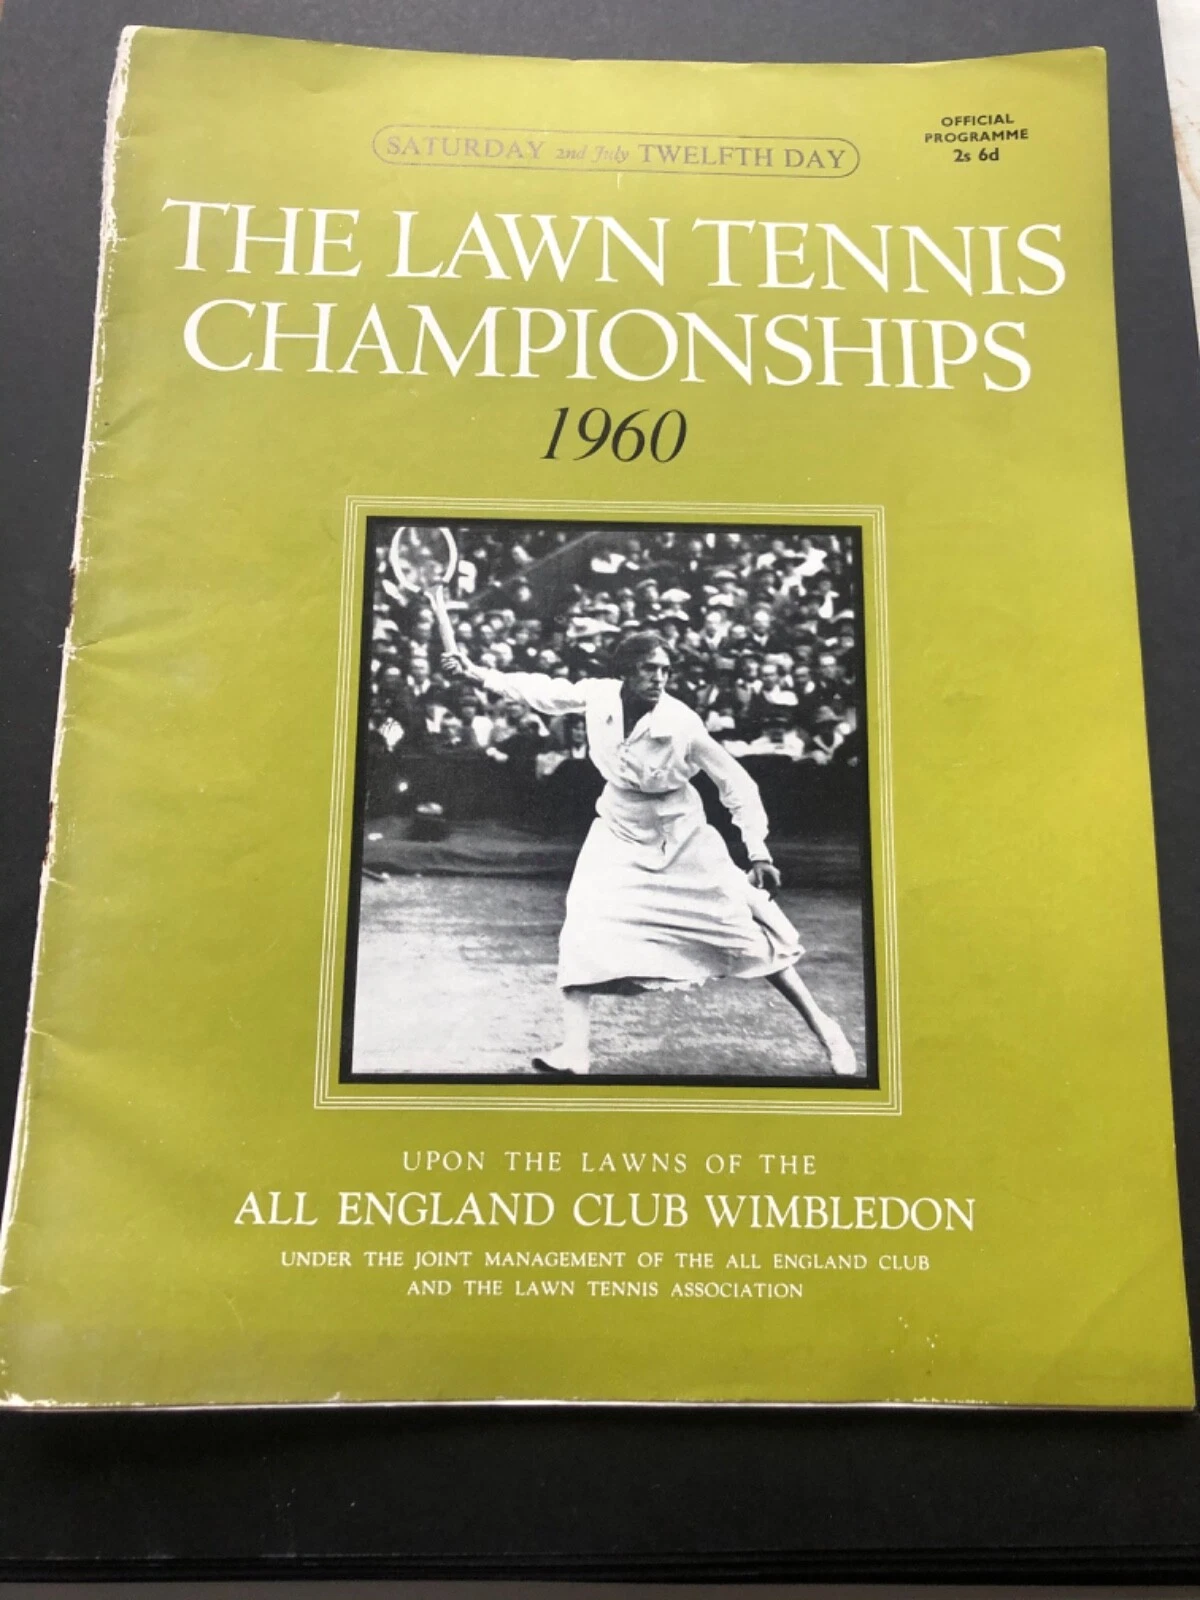 OFFICIAL
PROGRAMME
2s 6d
SATURDAY 2nd July TWELFTH DAY
THE LAWN TENNIS
CHAMPIONSHIPS
1960
UPON THE LAWNS OF THE
ALL ENGLAND CLUB WIMBLEDON
UNDER THE JOINT MANAGEMENT OF THE ALL ENGLAND CLUB
AND THE LAWN TENNIS ASSOCIATION